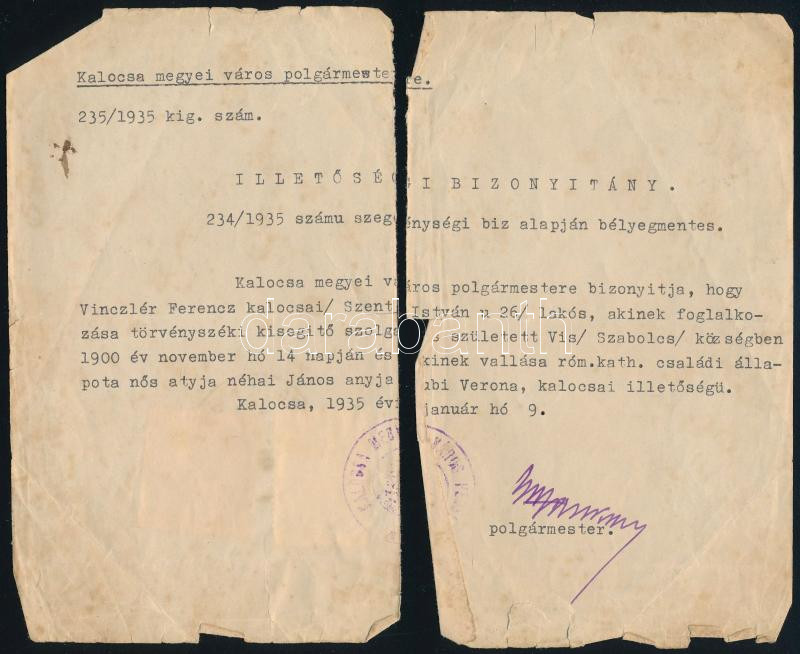 Kalocsa megyei város polgármestere.
235/1935 kig. szám.
ILLETŐSÉGI BIZONYITÁNY.
234/1935 számu szegénységi biz alapján bélyegmentes.
Kalocsa megyei város polgármestere bizonyitja, hogy
Vinczlér Ferencz kalocsai/ Szent István u 26/ lakós, akinek foglalko-
zása törvényszéki kisegitő szolga s született Vis/ Szabolcs/ községben
1900 év november hó 14 napján és kinek vallása róm.kath. családi álla-
pota nős atyja néhai János anyja ubi Verona, kalocsai illetőségü.
Kalocsa, 1935 évi január hó 9.
polgármester.
darabanth